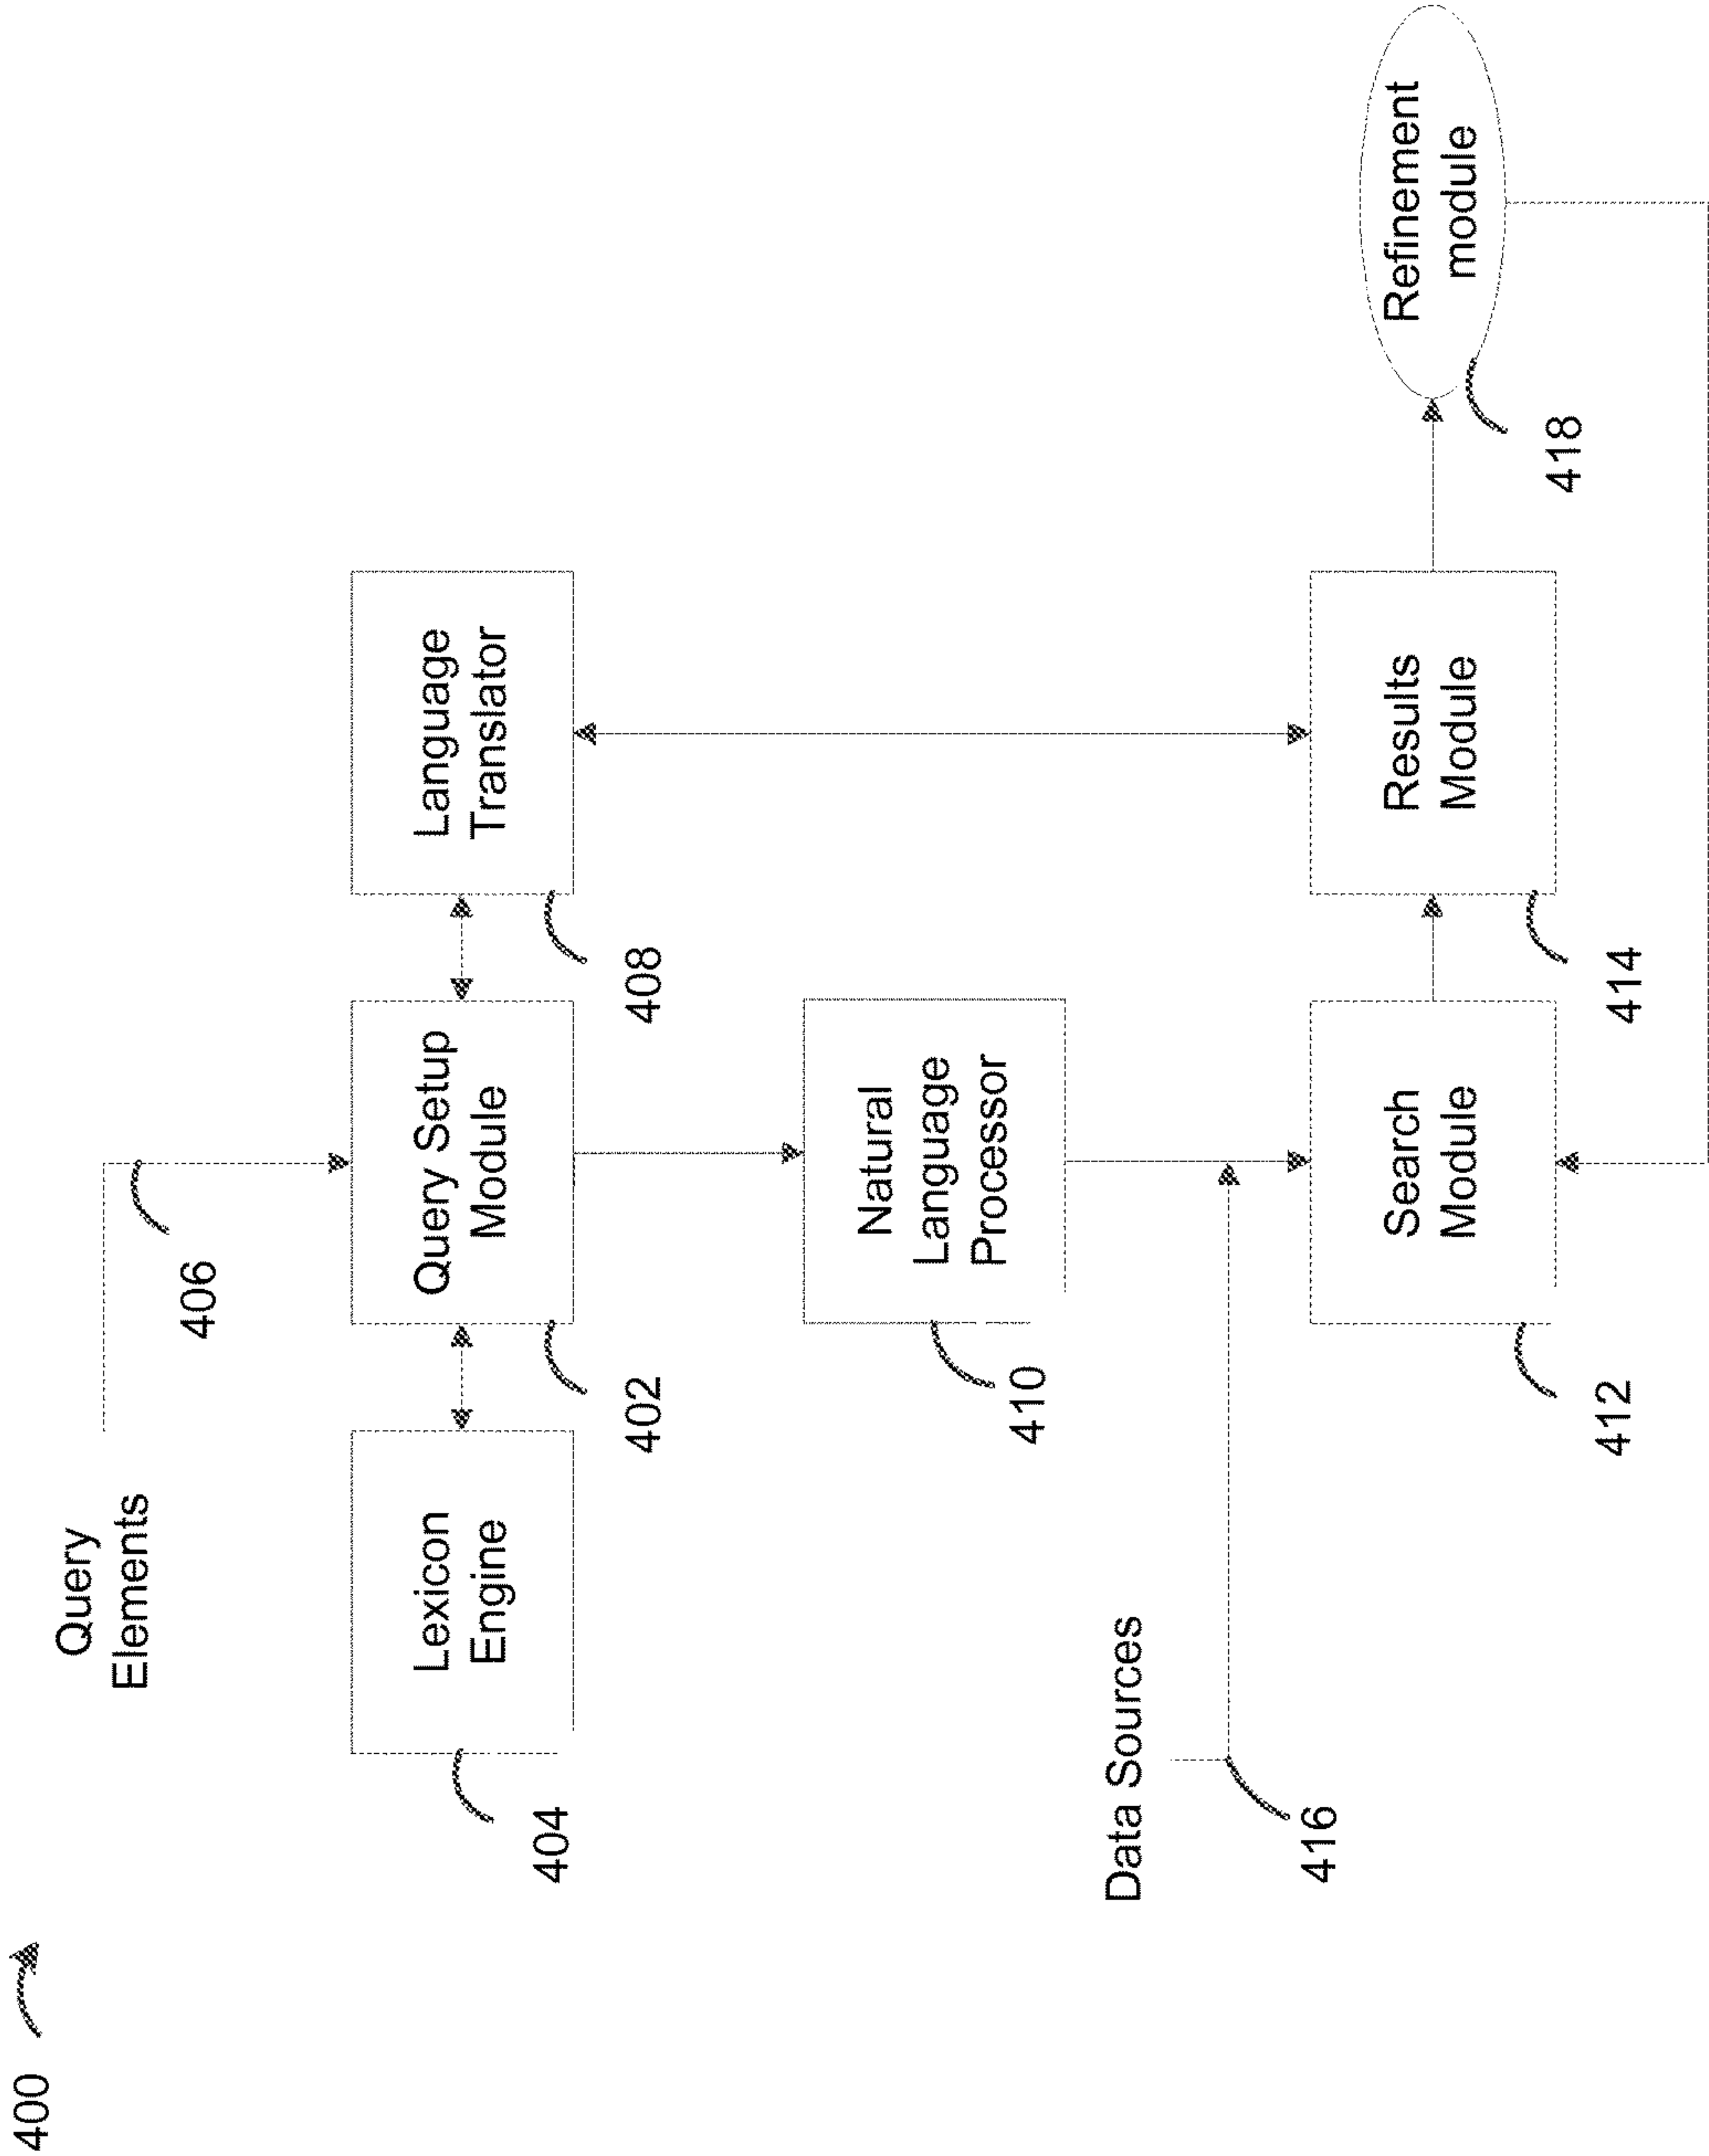 400
Query
Elements
406
Lexicon
Engine
404
Query Setup
Module
402
Language
Translator
408
Natural
Language
Processor
410
Data Sources
416
Search
Module
412
Results
Module
414
Refinement
module
418